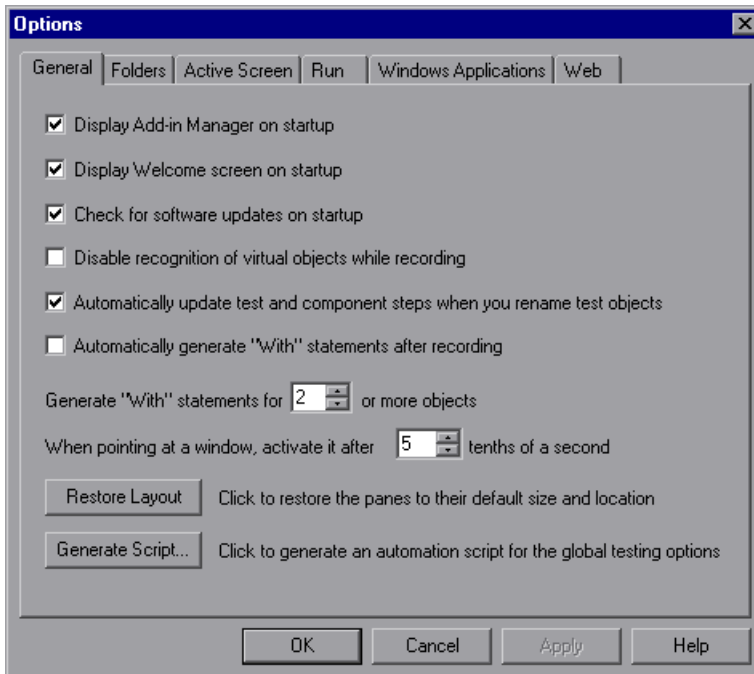 Options
General Folders Active Screen Run Windows Applications Web
Display Add-in Manager on startup
Display Welcome screen on startup
Check for software updates on startup
Disable recognition of virtual objects while recording
Automatically update test and component steps when you rename test objects
Automatically generate "With" statements after recording
Generate "With" statements for 2 or more objects
When pointing at a window, activate it after 5 tenths of a second
Restore Layout Click to restore the panes to their default size and location
Generate Script... Click to generate an automation script for the global testing options
OK Cancel Apply Help